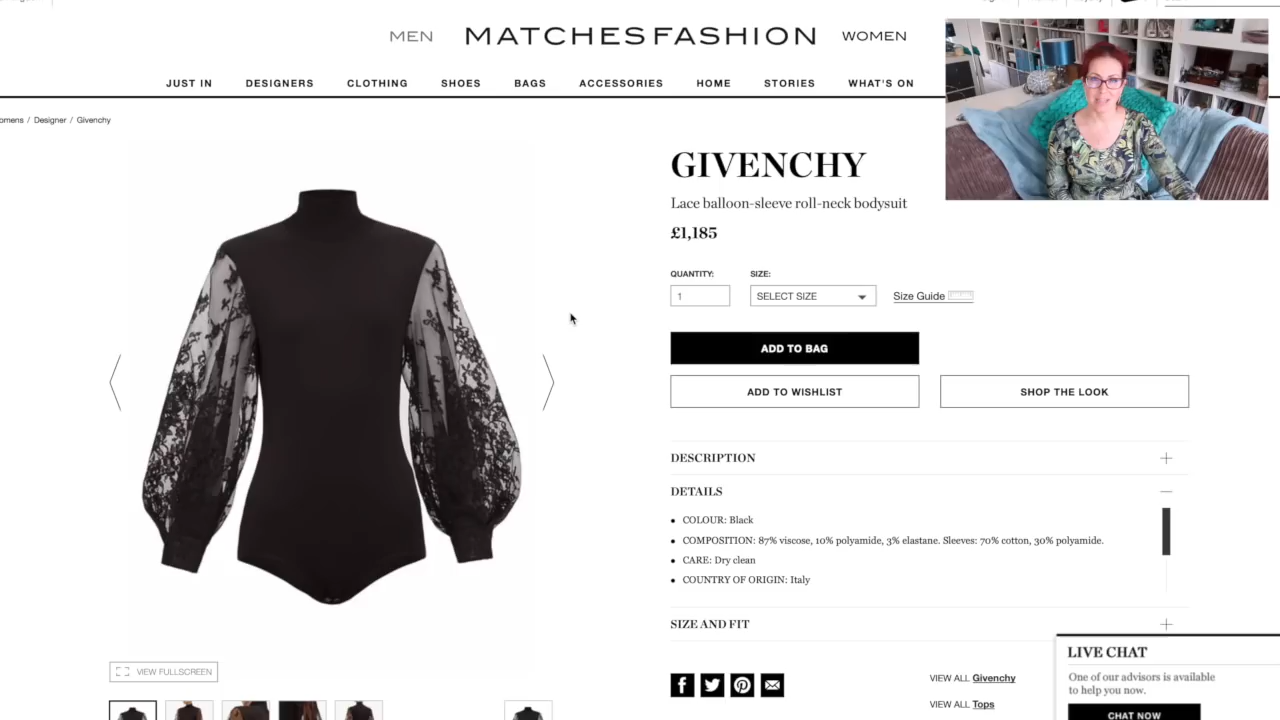 MEN
MATCHESFASHION
WOMEN
JUST IN
DESIGNERS
CLOTHING
SHOES
BAGS
ACCESSORIES
HOME
STORIES
WHAT'S ON
omens / Designer / Givenchy
GIVENCHY
Lace balloon-sleeve roll-neck bodysuit
£1,185
QUANTITY:
SIZE:
1
SELECT SIZE
Size Guide
ADD TO BAG
ADD TO WISHLIST
SHOP THE LOOK
DESCRIPTION
DETAILS
COLOUR: Black
COMPOSITION: 87% viscose, 10% polyamide, 3% elastane. Sleeves: 70% cotton, 30% polyamide.
CARE: Dry clean
COUNTRY OF ORIGIN: Italy
SIZE AND FIT
VIEW FULLSCREEN
VIEW ALL Givenchy
VIEW ALL Tops
LIVE CHAT
One of our advisors is available
to help you now.
CHAT NOW